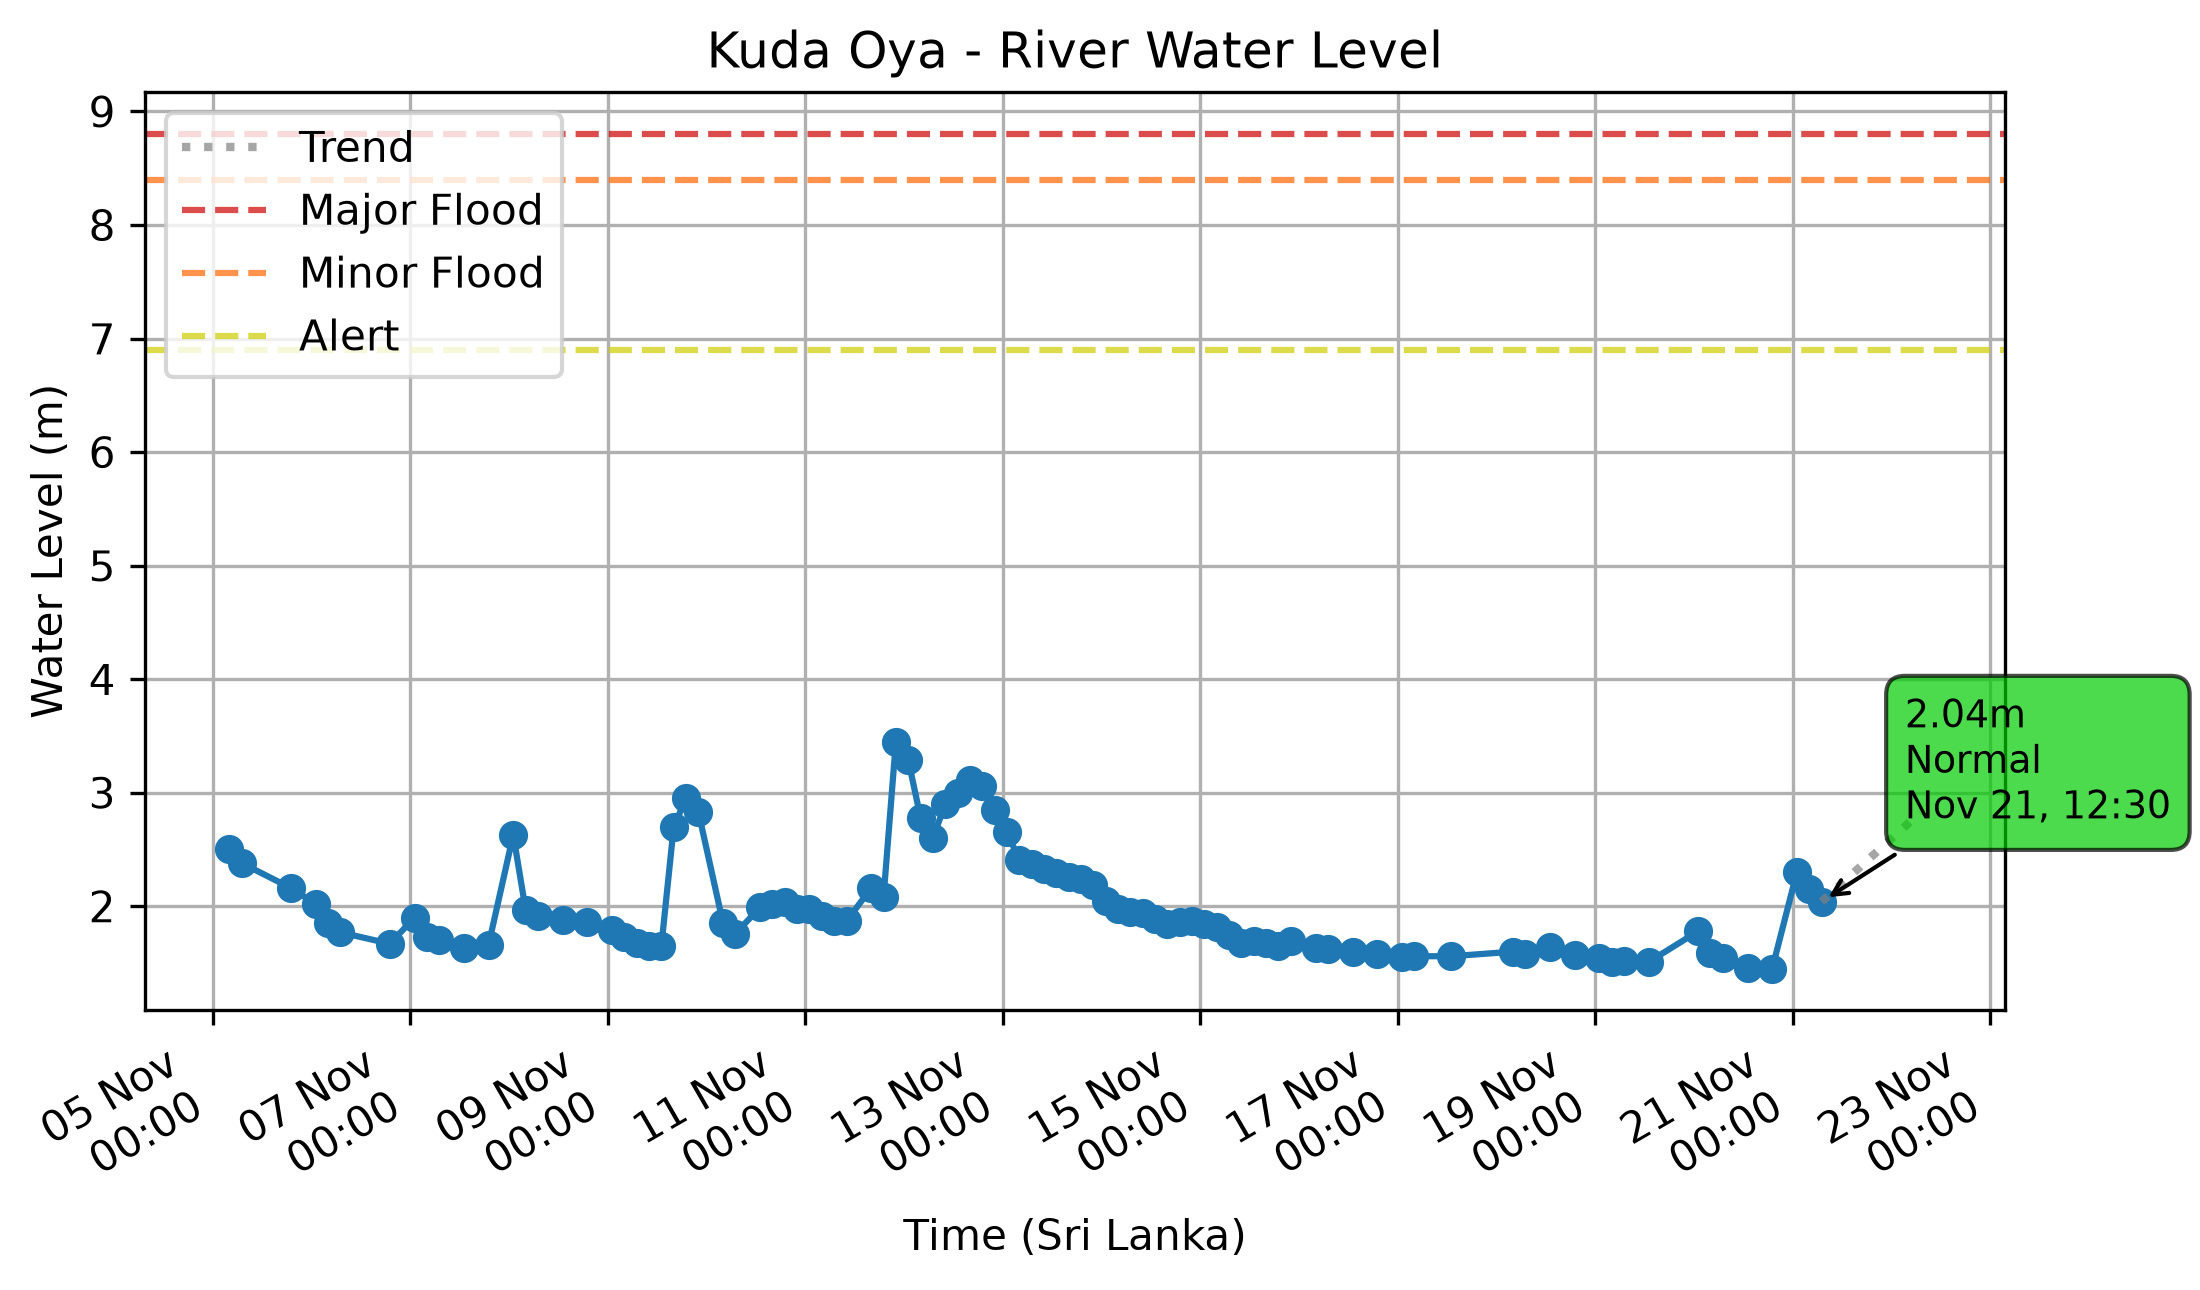 Kuda Oya - River Water Level
9
8
7
6
5
4
3
2
Water Level (m)
Trend
Major Flood
Minor Flood
Alert
2.04m
Normal
Nov 21, 12:30
05 Nov
00:00
07 Nov
00:00
09 Nov
00:00
11 Nov
00:00
13 Nov
00:00
15 Nov
00:00
17 Nov
00:00
19 Nov
00:00
21 Nov
00:00
23 Nov
00:00
Time (Sri Lanka)